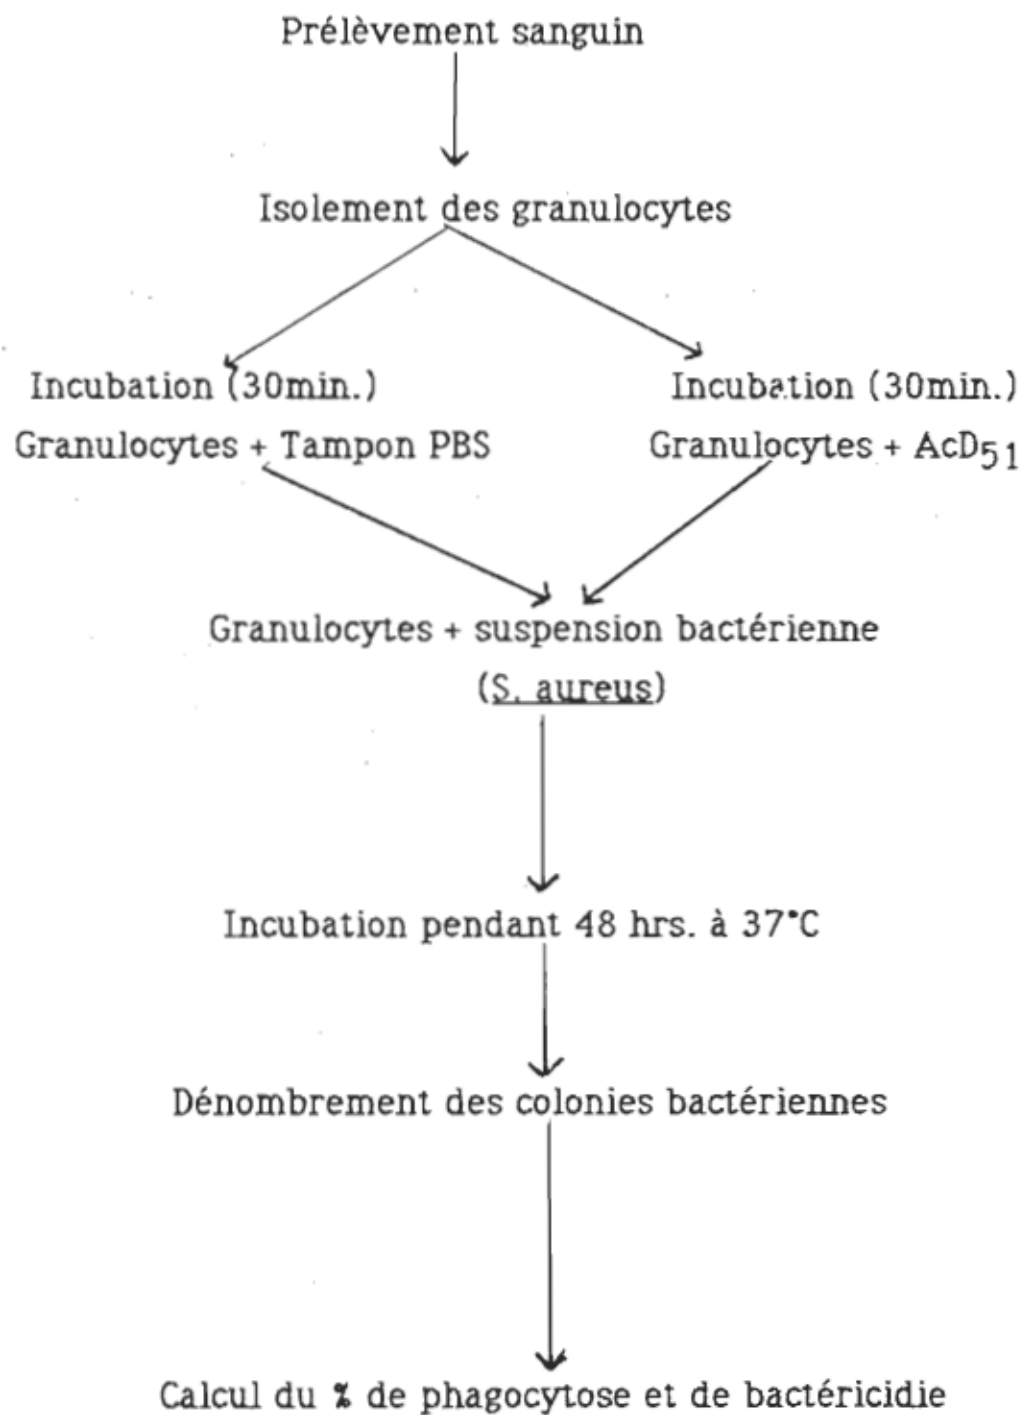 Prélèvement sanguin
Isolement des granulocytes
Incubation (30min.)
Granulocytes + Tampon PBS
Incubation (30min.)
Granulocytes + AcD51
Granulocytes + suspension bactérienne
(S. aureus)
Incubation pendant 48 hrs. à 37°C
Dénombrement des colonies bactériennes
Calcul du % de phagocytose et de bactéricidie